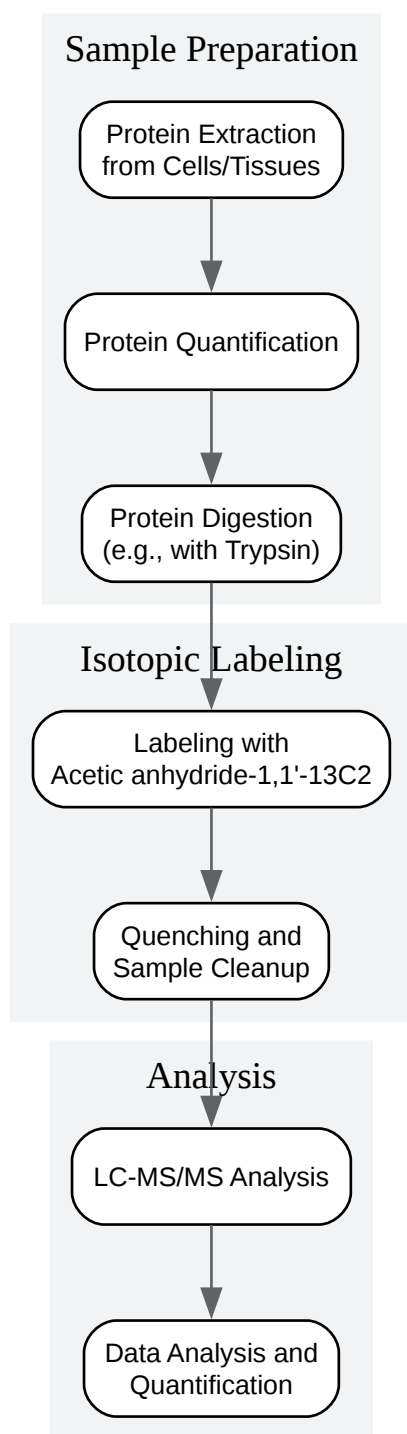 Sample Preparation
Protein Extraction
from Cells/Tissues
Protein Quantification
Protein Digestion
(e.g., with Trypsin)
Isotopic Labeling
Labeling with
Acetic anhydride-1,1'-13C2
Quenching and
Sample Cleanup
Analysis
LC-MS/MS Analysis
Data Analysis and
Quantification